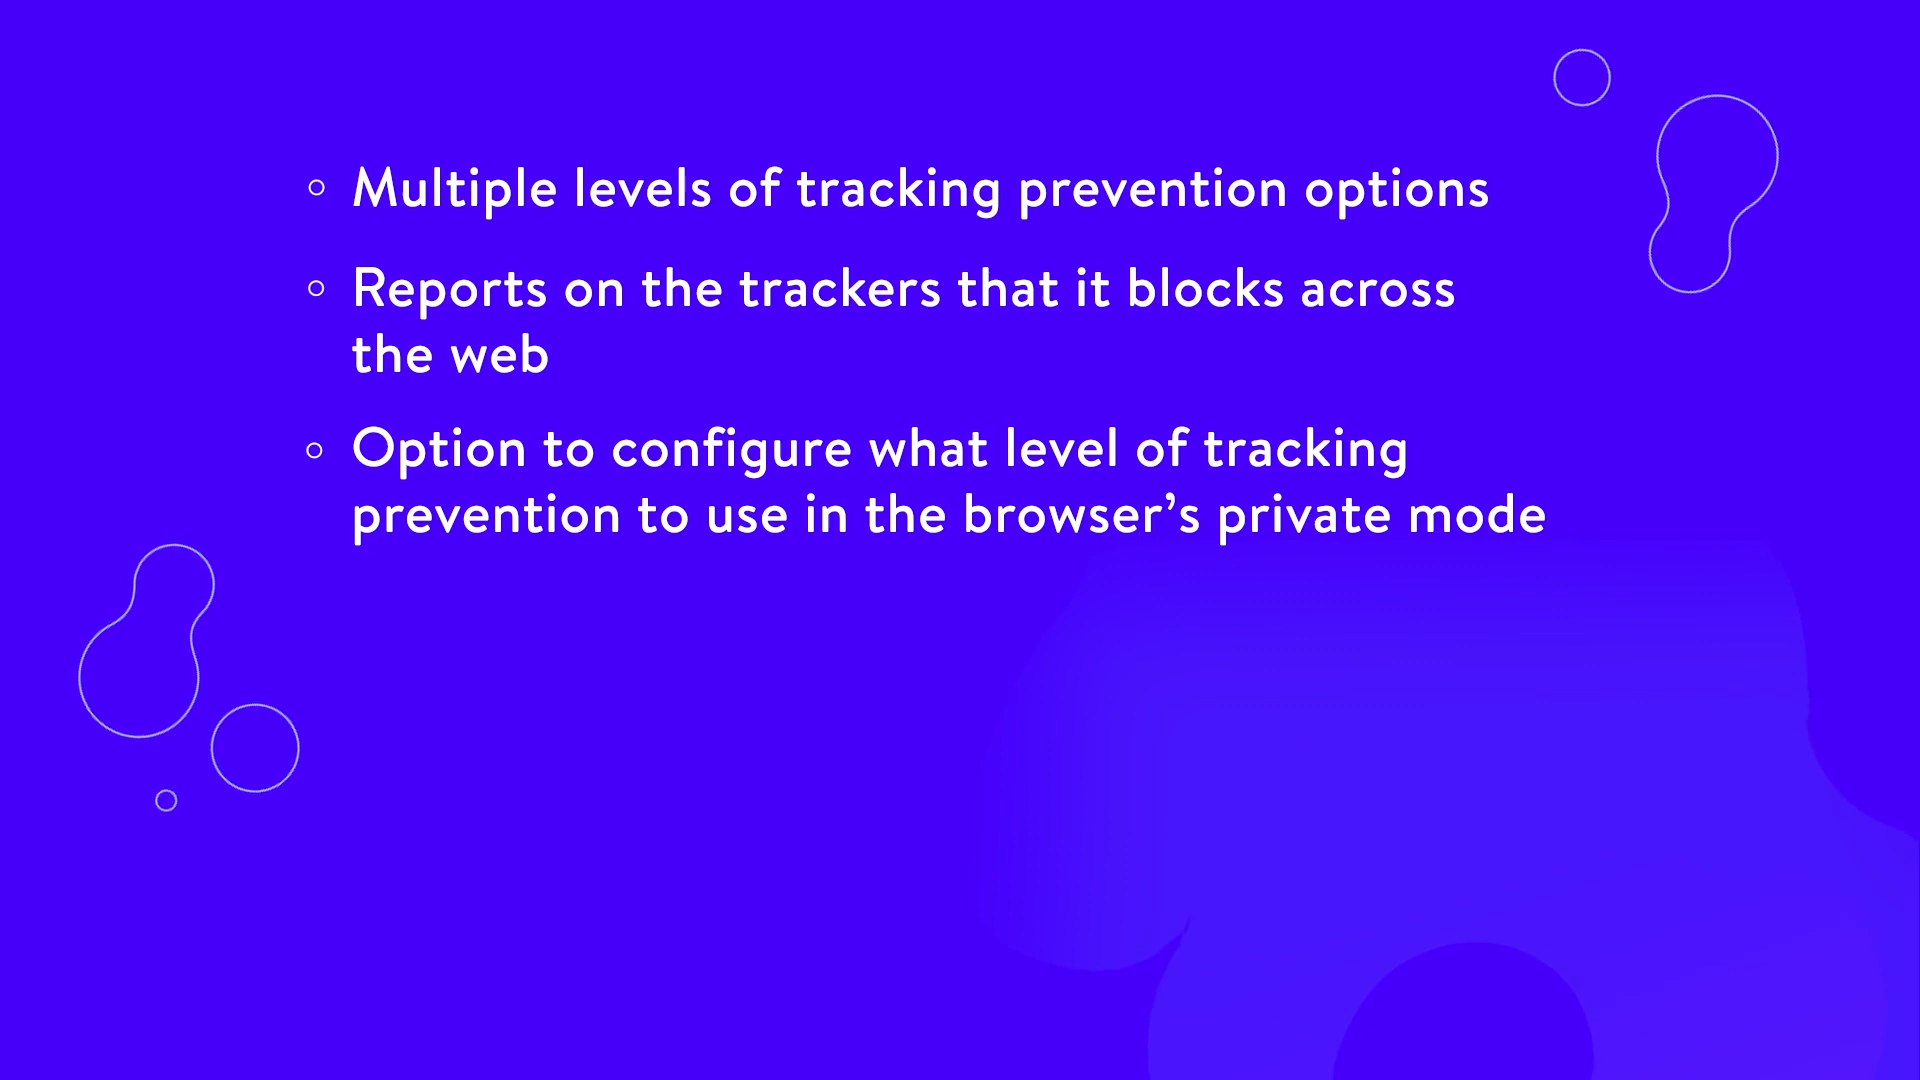 Multiple levels of tracking prevention options
Reports on the trackers that it blocks across
the web
Option to configure what level of tracking
prevention to use in the browser’s private mode